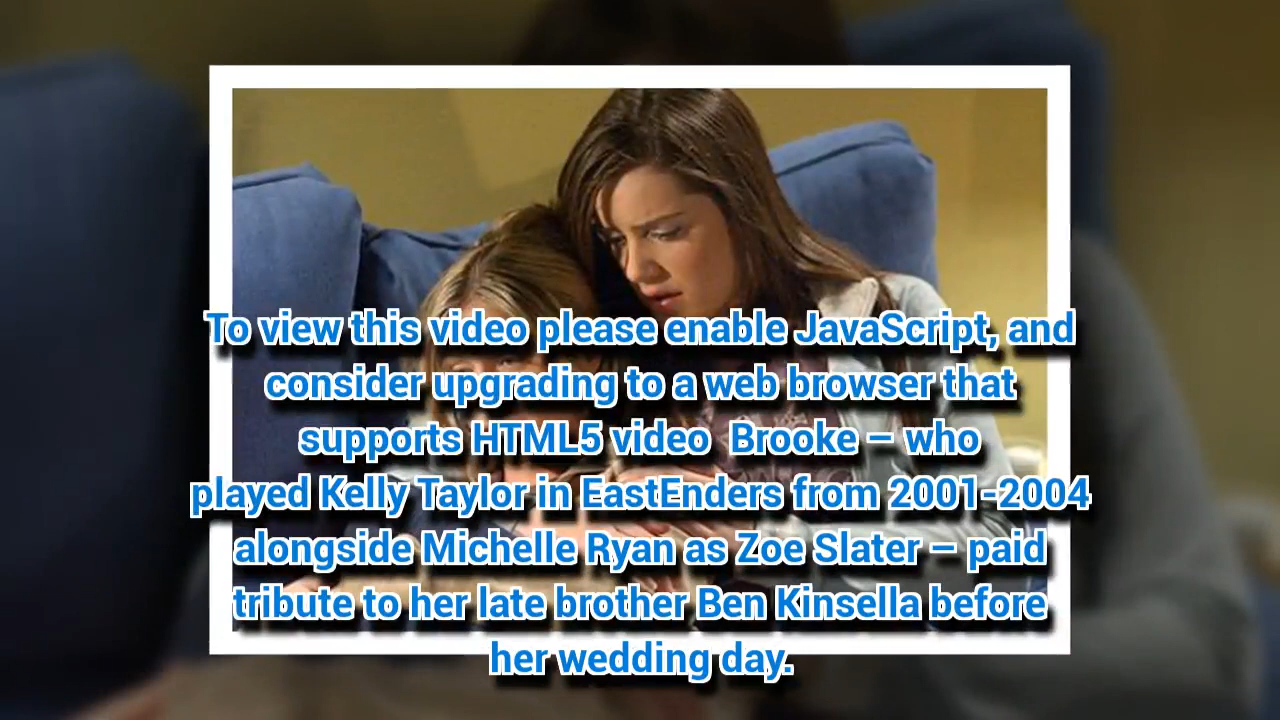 To view this video please enable JavaScript, and
consider upgrading to a web browser that
supports HTML5 video  Brooke – who
played Kelly Taylor in EastEnders from 2001-2004
alongside Michelle Ryan as Zoe Slater – paid
tribute to her late brother Ben Kinsella before
her wedding day.